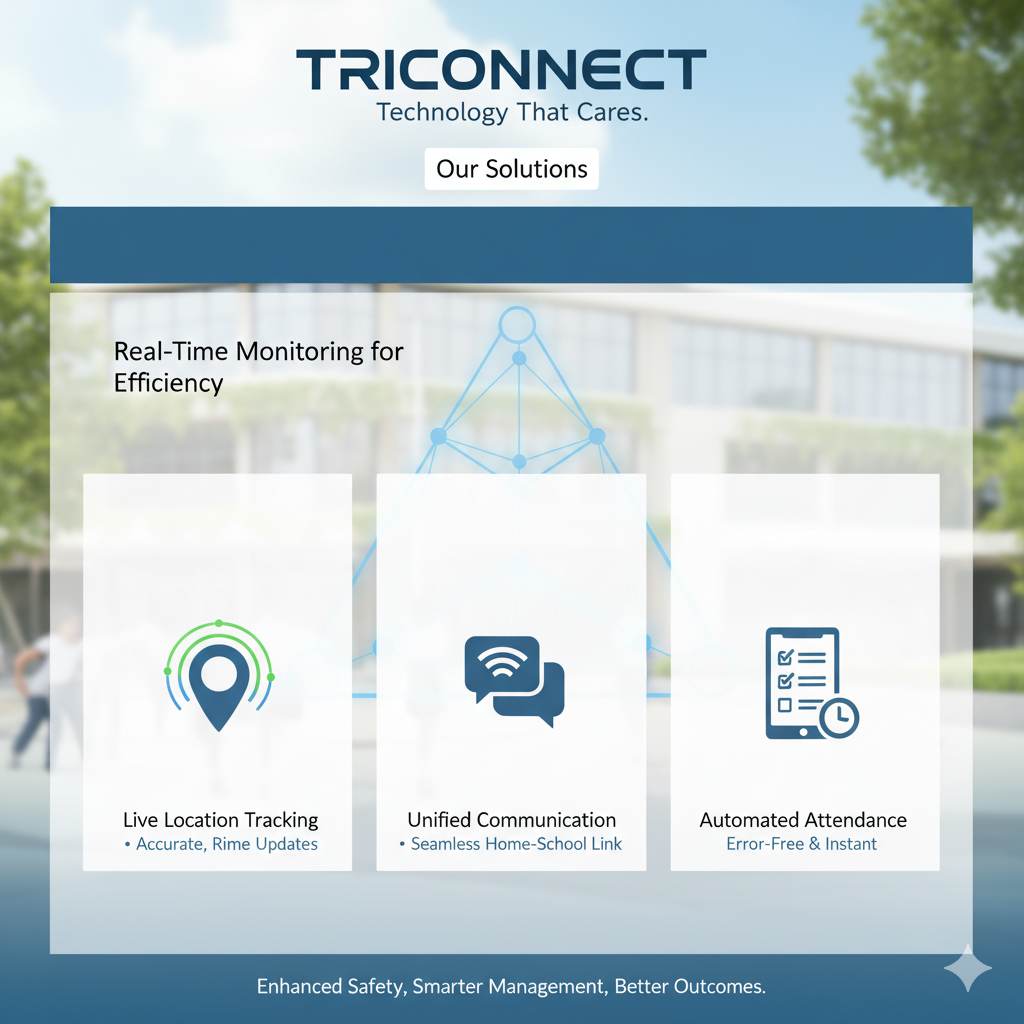 TRICONNECT
Technology That Cares.
Our Solutions
Real-Time Monitoring for
Efficiency
Live Location Tracking
• Accurate, Rime Updates
Unified Communication
• Seamless Home-School Link
Automated Attendance
Error-Free & Instant
Enhanced Safety, Smarter Management, Better Outcomes.